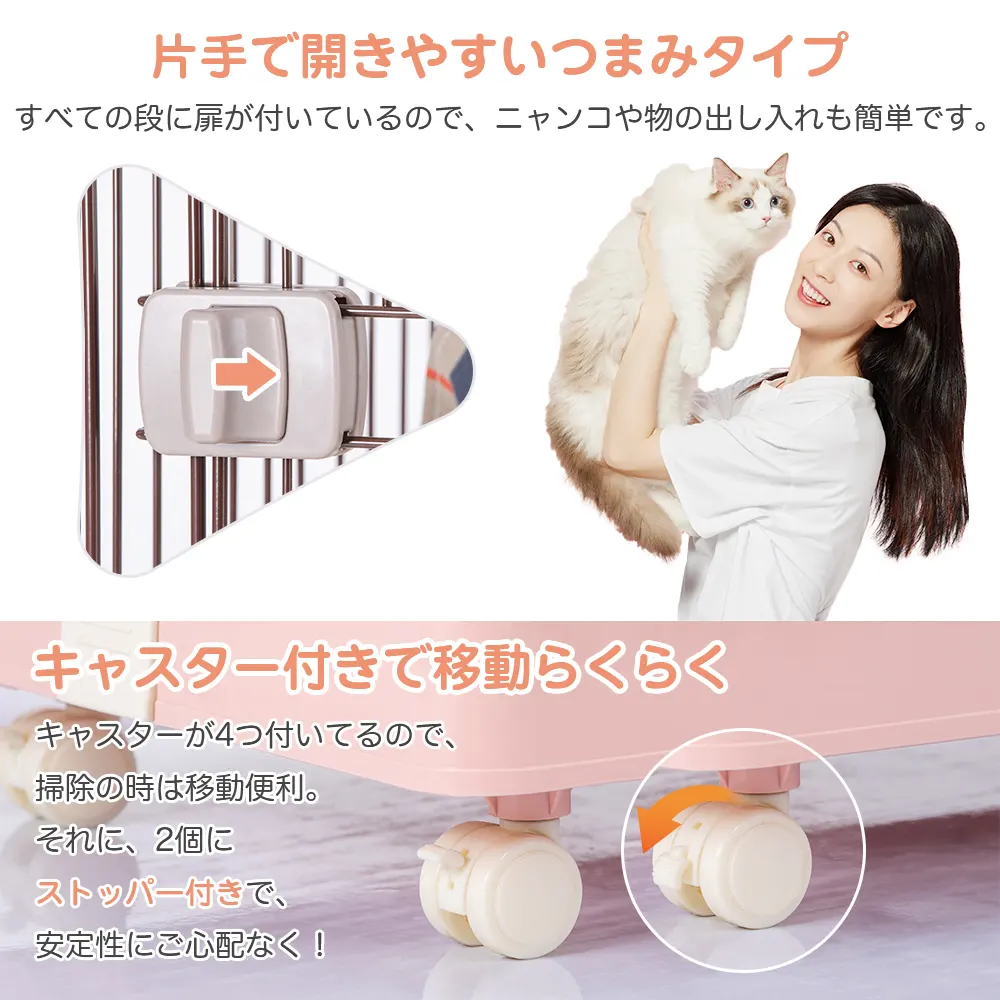 片手で開きやすいつまみタイプ
すべての段に扉が付いているので、ニャンコや物の出し入れも簡単です。
キャスター付きで移動らくらく
キャスターが4つ付いてるので、
掃除の時は移動便利。
それに、2個に
ストッパー付きで、
安定性にご心配なく！